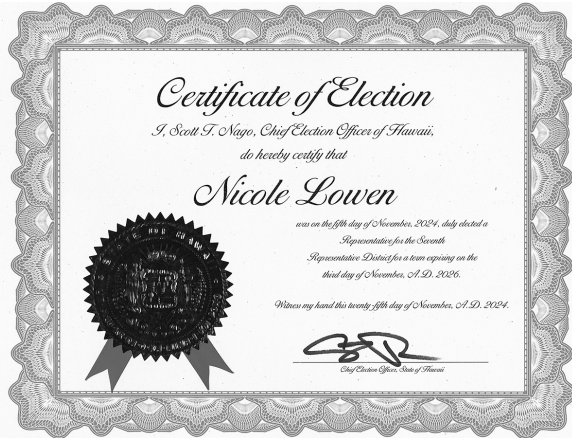 Certificate of Election
I, Scott T. Nago, Chief Election Officer of Hawaii,
do hereby certify that
Nicole Lowen
was on the fifth day of November, 2024, duly elected a
Representative for the Seventh
Representative District for a term expiring on the
third day of November, A.D. 2026.
Witness my hand this twenty-fifth day of November, A.D. 2024.
Chief Election Officer, State of Hawaii